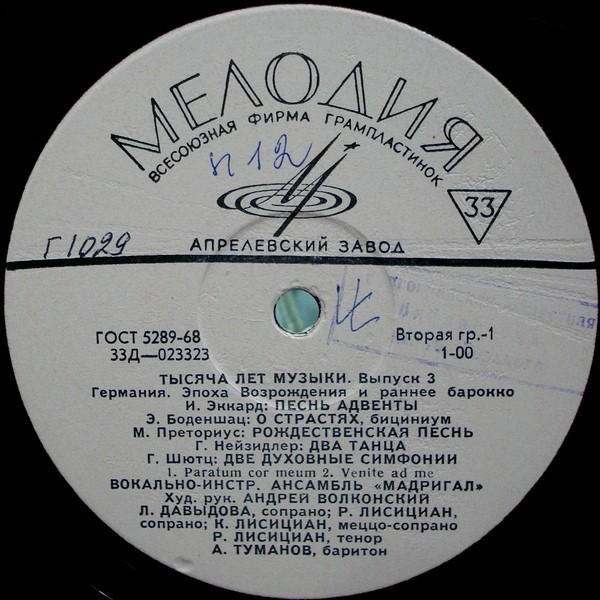 МЕЛОДИЯ
ВСЕСОЮЗНАЯ ФИРМА ГРАМПЛАСТИНОК
п 12
33
Г1029
АПРЕЛЕВСКИЙ ЗАВОД
ГОСТ 5289-68
Вторая гр.-1
33Д—023323
1-00
ТЫСЯЧА ЛЕТ МУЗЫКИ. Выпуск 3
Германия. Эпоха Возрождения и раннее барокко
И. Эккард: ПЕСНЬ АДВЕНТЫ
Э. Боденшац: О СТРАСТЯХ, бициниум
М. Преториус: РОЖДЕСТВЕНСКАЯ ПЕСНЬ
Г. Нейзидлер: ДВА ТАНЦА
Г. Шютц: ДВЕ ДУХОВНЫЕ СИМФОНИИ
1. Paratum cor meum 2. Venite ad me
ВОКАЛЬНО-ИНСТР. АНСАМБЛЬ «МАДРИГАЛ»
Худ. рук. АНДРЕЙ ВОЛКОНСКИЙ
Л. ДАВЫДОВА, сопрано; Р. ЛИСИЦИАН,
сопрано; К. ЛИСИЦИАН, меццо-сопрано
Р. ЛИСИЦИАН, тенор
А. ТУМАНОВ, баритон